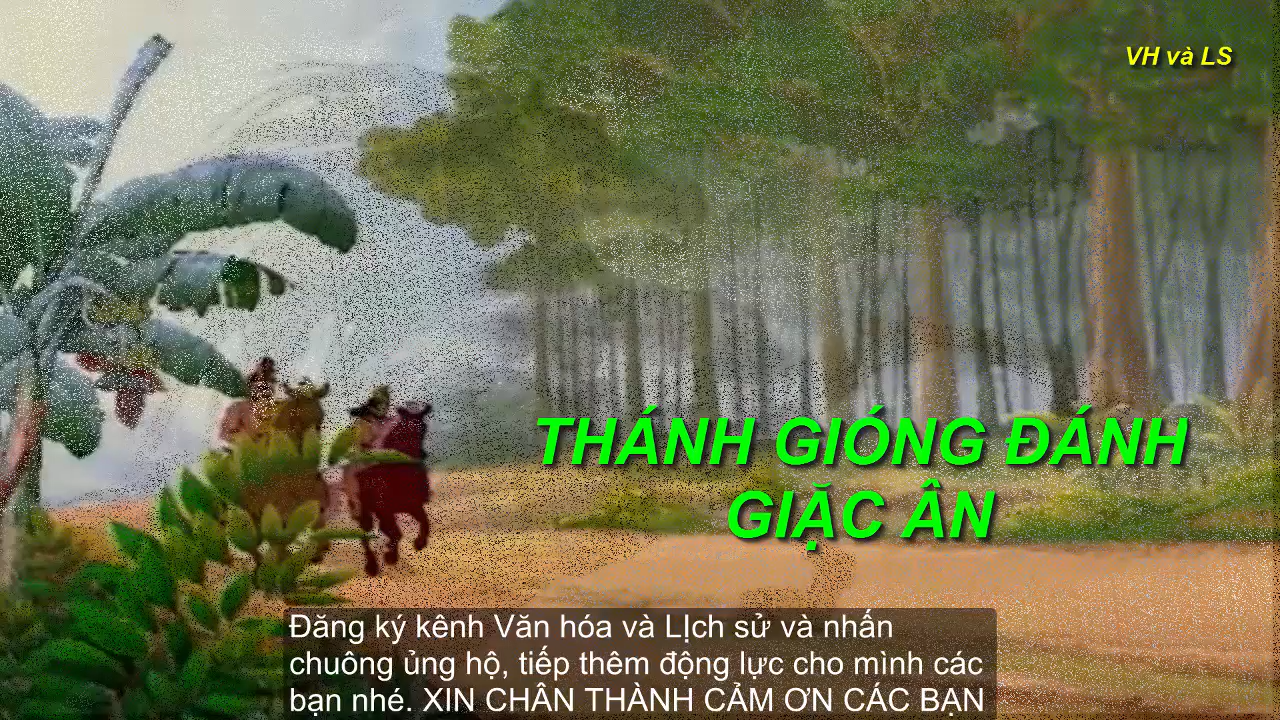 VH và LS
THÁNH GIÓNG ĐÁNH
GIẶC ÂN
Đăng ký kênh Văn hóa và LỊch sử và nhấn
chuông ủng hộ, tiếp thêm động lực cho mình các
bạn nhé. XIN CHÂN THÀNH CẢM ƠN CÁC BẠN